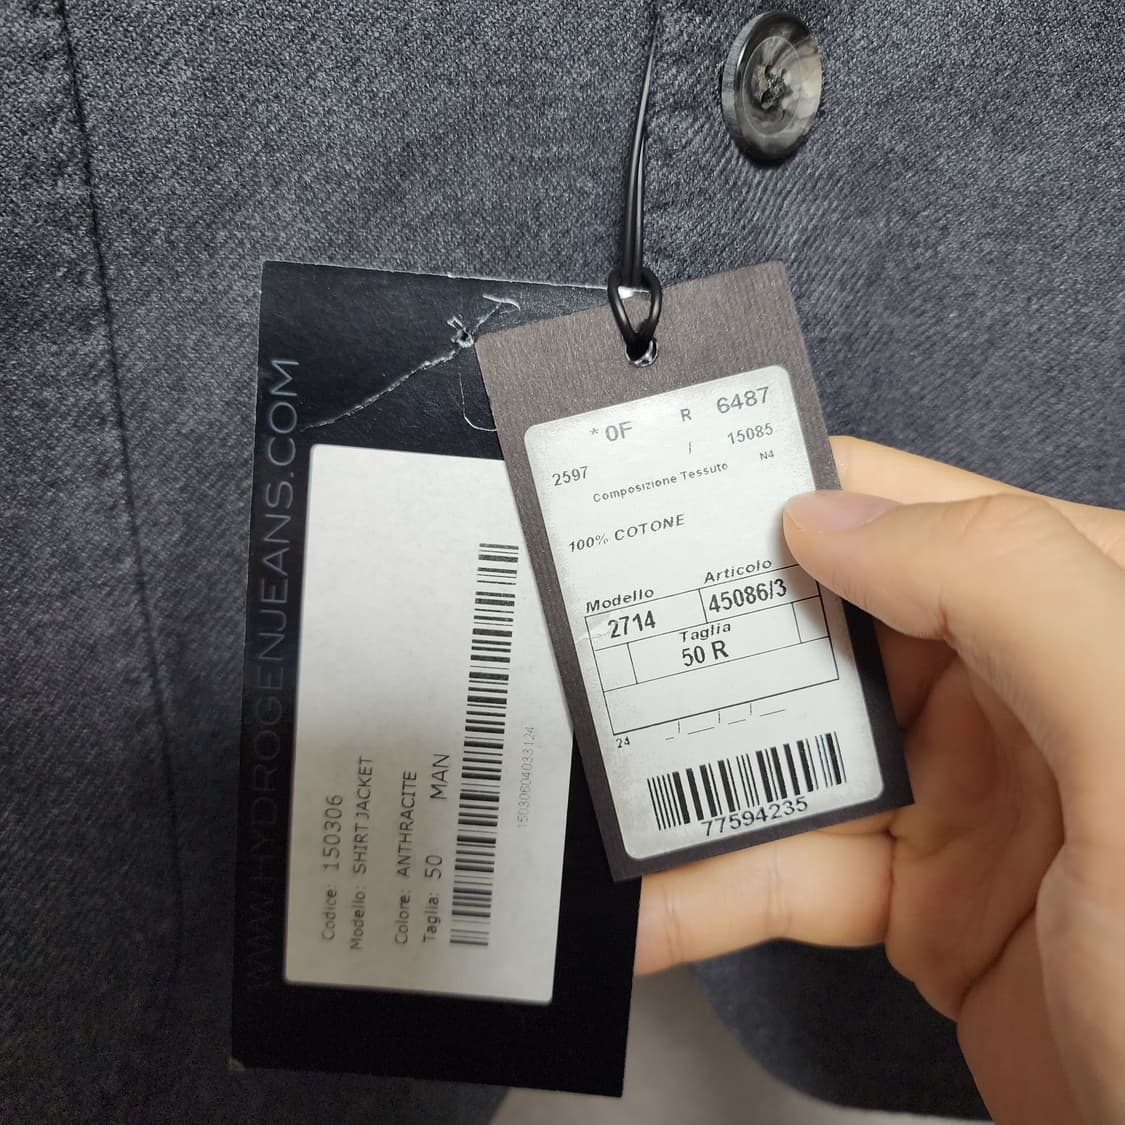 WWW.HYDROGENJEANS.COM
Codice: 150306
Modello: SHIRT JACKET
Colore: ANTHRACITE
Taglia: 50 MAN
15030604033124
* 0F R 6487
2597 / 15085
Composizione Tessuto N4
100% COTONE
Modello Articolo
2714 45086/3
Taglia
50 R
24
77594235